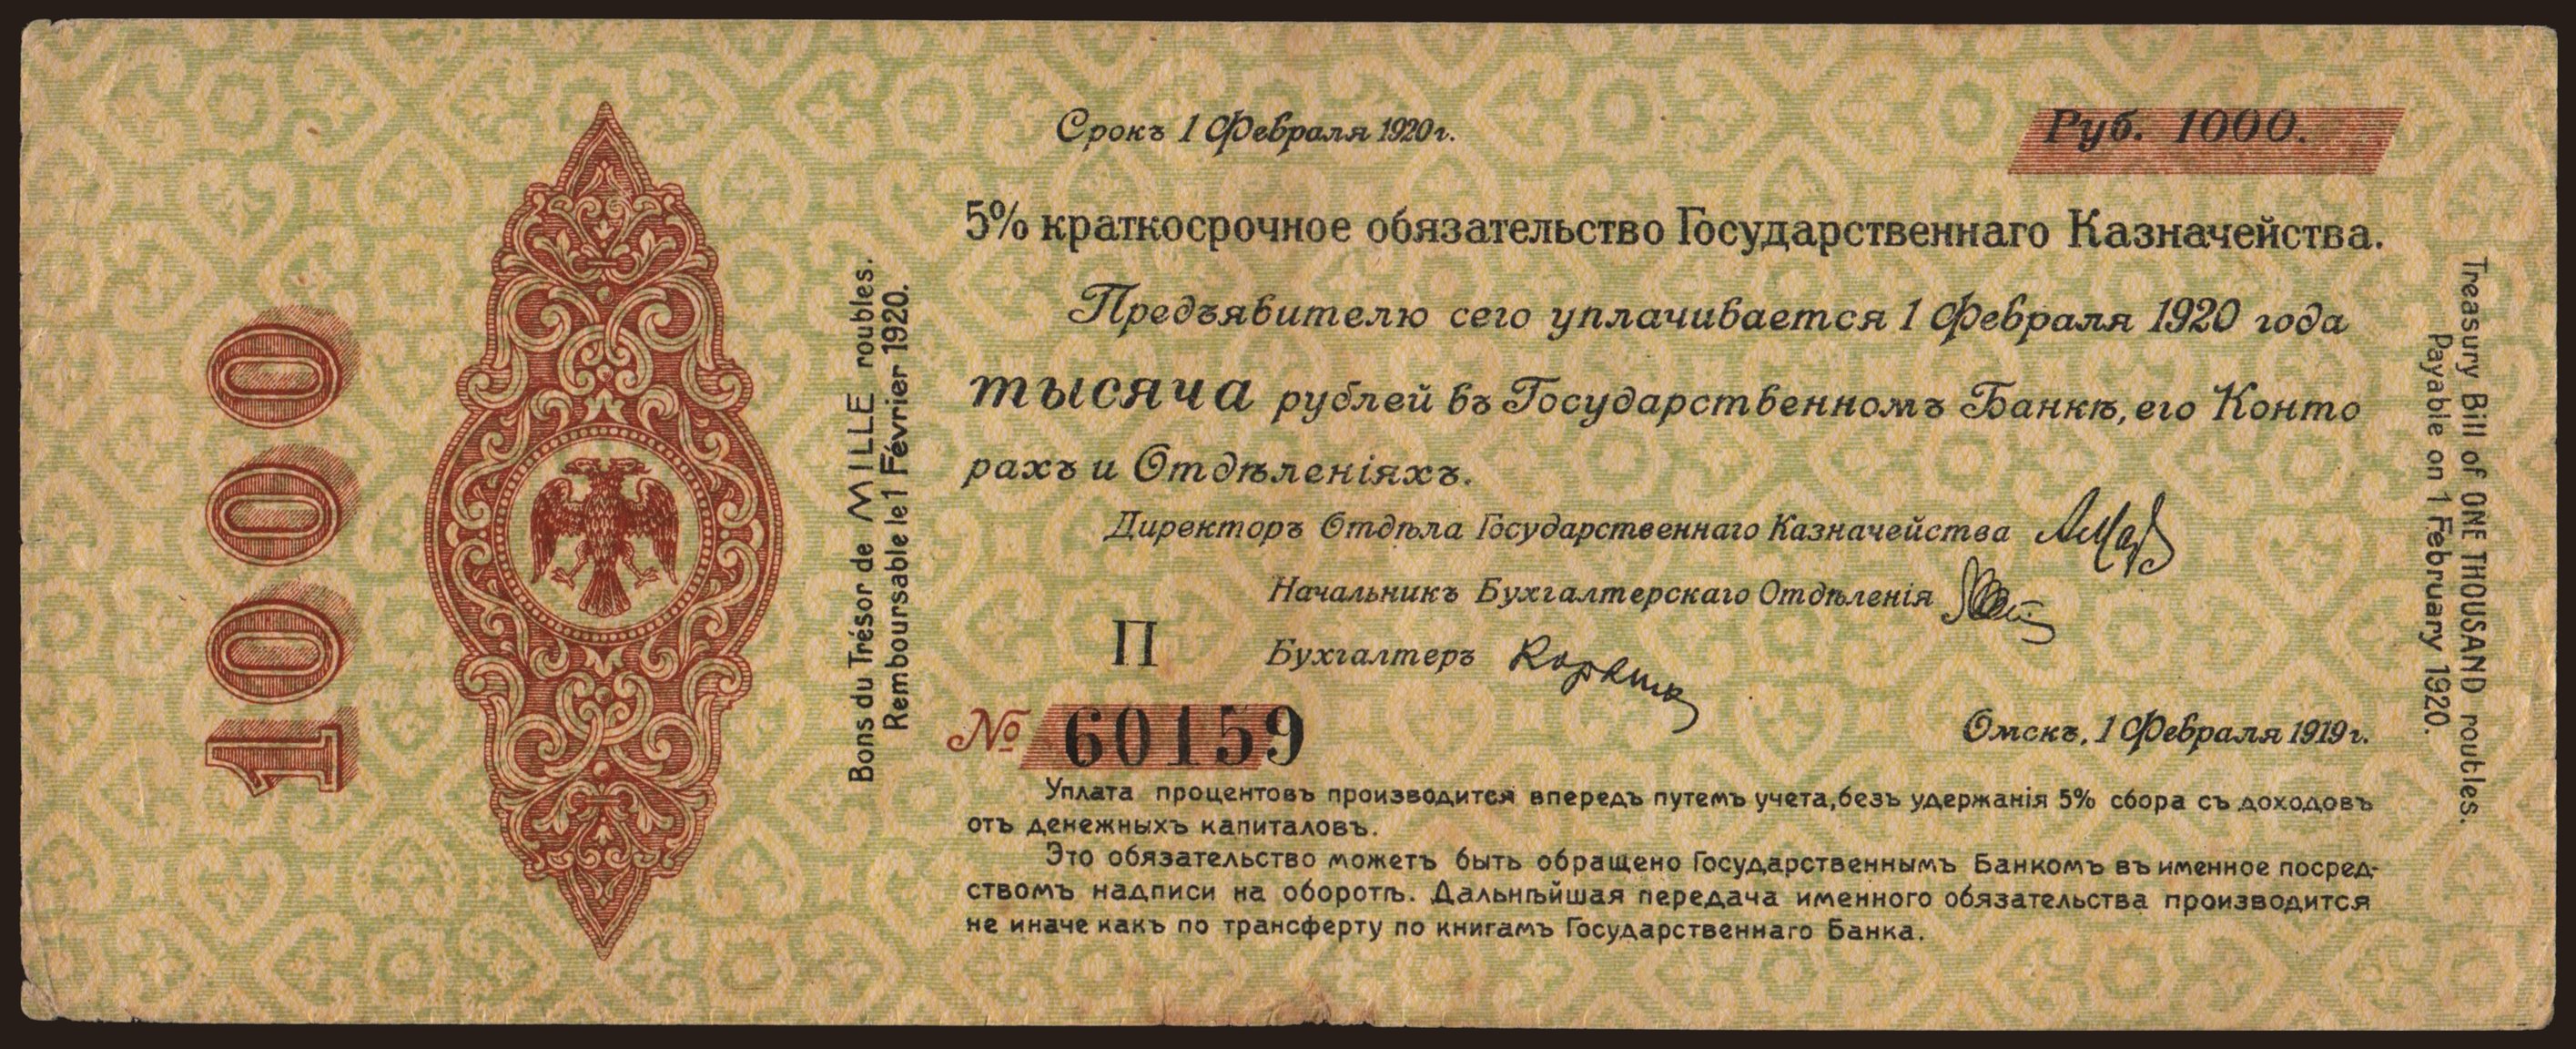 1000
Bons du Trésor de MILLE roubles.
Remboursable le 1 Février 1920.
Срокъ 1 Февраля 1920 г.
Руб. 1000.
5% краткосрочное обязательство Государственнаго Казначейства.
Предъявителю сего уплачивается 1 Февраля 1920 года
тысяча рублей въ Государственномъ Банкѣ, его Конто
рахъ и Отдѣленіяхъ.
Директоръ Отдѣла Государственнаго Казначейства
Начальникъ Бухгалтерскаго Отдѣленія
П
Бухгалтеръ
№ 60159
Омскъ, 1 Февраля 1919 г.
Уплата процентовъ производится впередъ путемъ учета, безъ удержанія 5% сбора съ доходовъ
отъ денежныхъ капиталовъ.
Это обязательство можетъ быть обращено Государственнымъ Банкомъ въ именное посред-
ствомъ надписи на оборотѣ. Дальнѣйшая передача именного обязательства производится
не иначе какъ по трансферту по книгамъ Государственнаго Банка.
Treasury Bill of ONE THOUSAND roubles.
Payable on 1 February 1920.